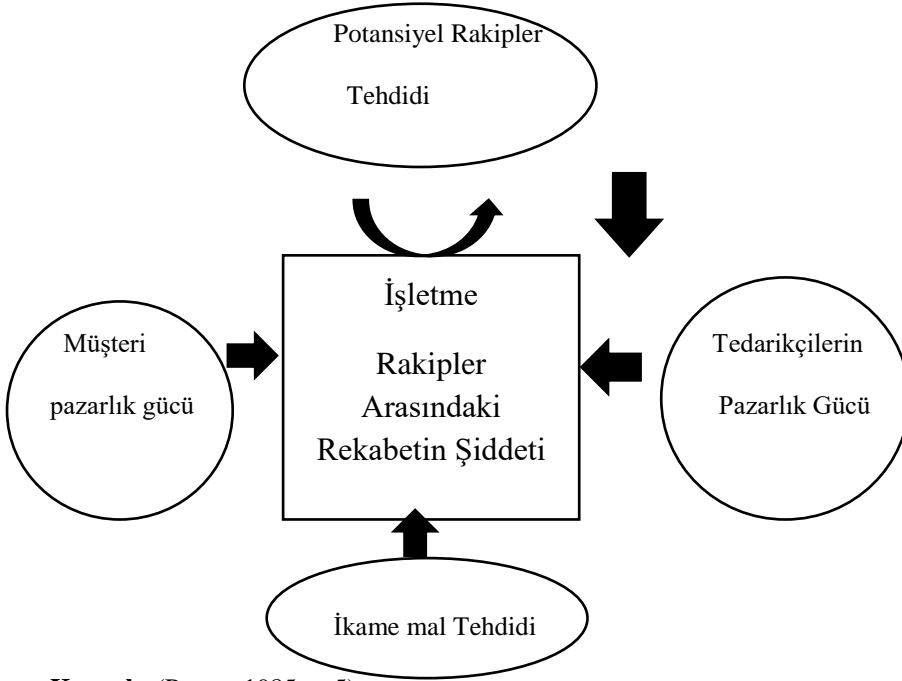 Potansiyel Rakipler
Tehdidi
İşletme
Rakipler
Arasındaki
Rekabetin Şiddeti
Müşteri
pazarlık gücü
Tedarikçilerin
Pazarlık Gücü
İkame mal Tehdidi